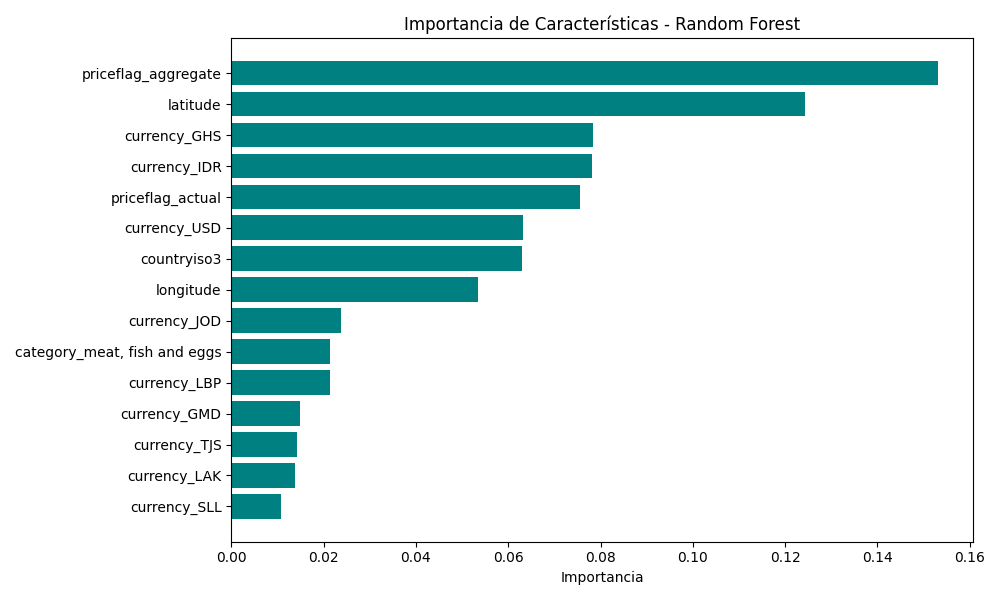 Importancia de Características - Random Forest
priceflag_aggregate
latitude
currency_GHS
currency_IDR
priceflag_actual
currency_USD
countryiso3
longitude
currency_JOD
category_meat, fish and eggs
currency_LBP
currency_GMD
currency_TJS
currency_LAK
currency_SLL
0.00 0.02 0.04 0.06 0.08 0.10 0.12 0.14 0.16
Importancia